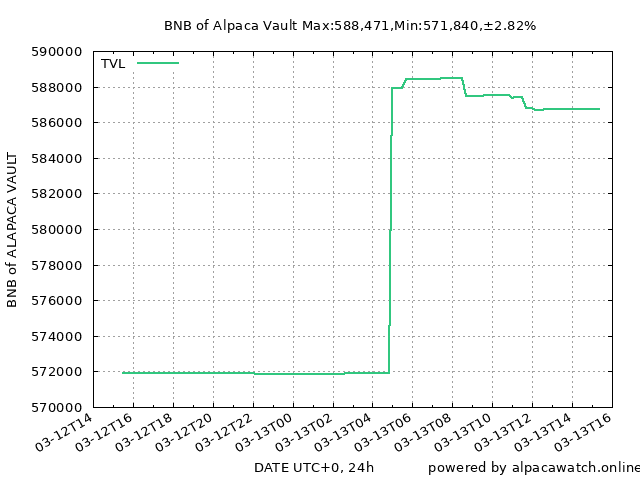 BNB of Alpaca Vault Max:588,471,Min:571,840,±2.82%
590000
588000
586000
584000
582000
580000
578000
576000
574000
572000
570000
TVL
BNB of ALAPACA VAULT
03-12T14
03-12T16
03-12T18
03-12T20
03-12T22
03-13T00
03-13T02
03-13T04
03-13T06
03-13T08
03-13T10
03-13T12
03-13T14
03-13T16
DATE UTC+0, 24h
powered by alpacawatch.online